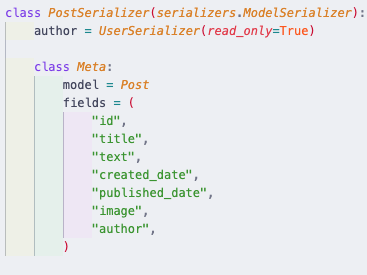 class PostSerializer(serializers.ModelSerializer):
    author = UserSerializer(read_only=True)
    class Meta:
        model = Post
        fields = (
            "id",
            "title",
            "text",
            "created_date",
            "published_date",
            "image",
            "author",
        )